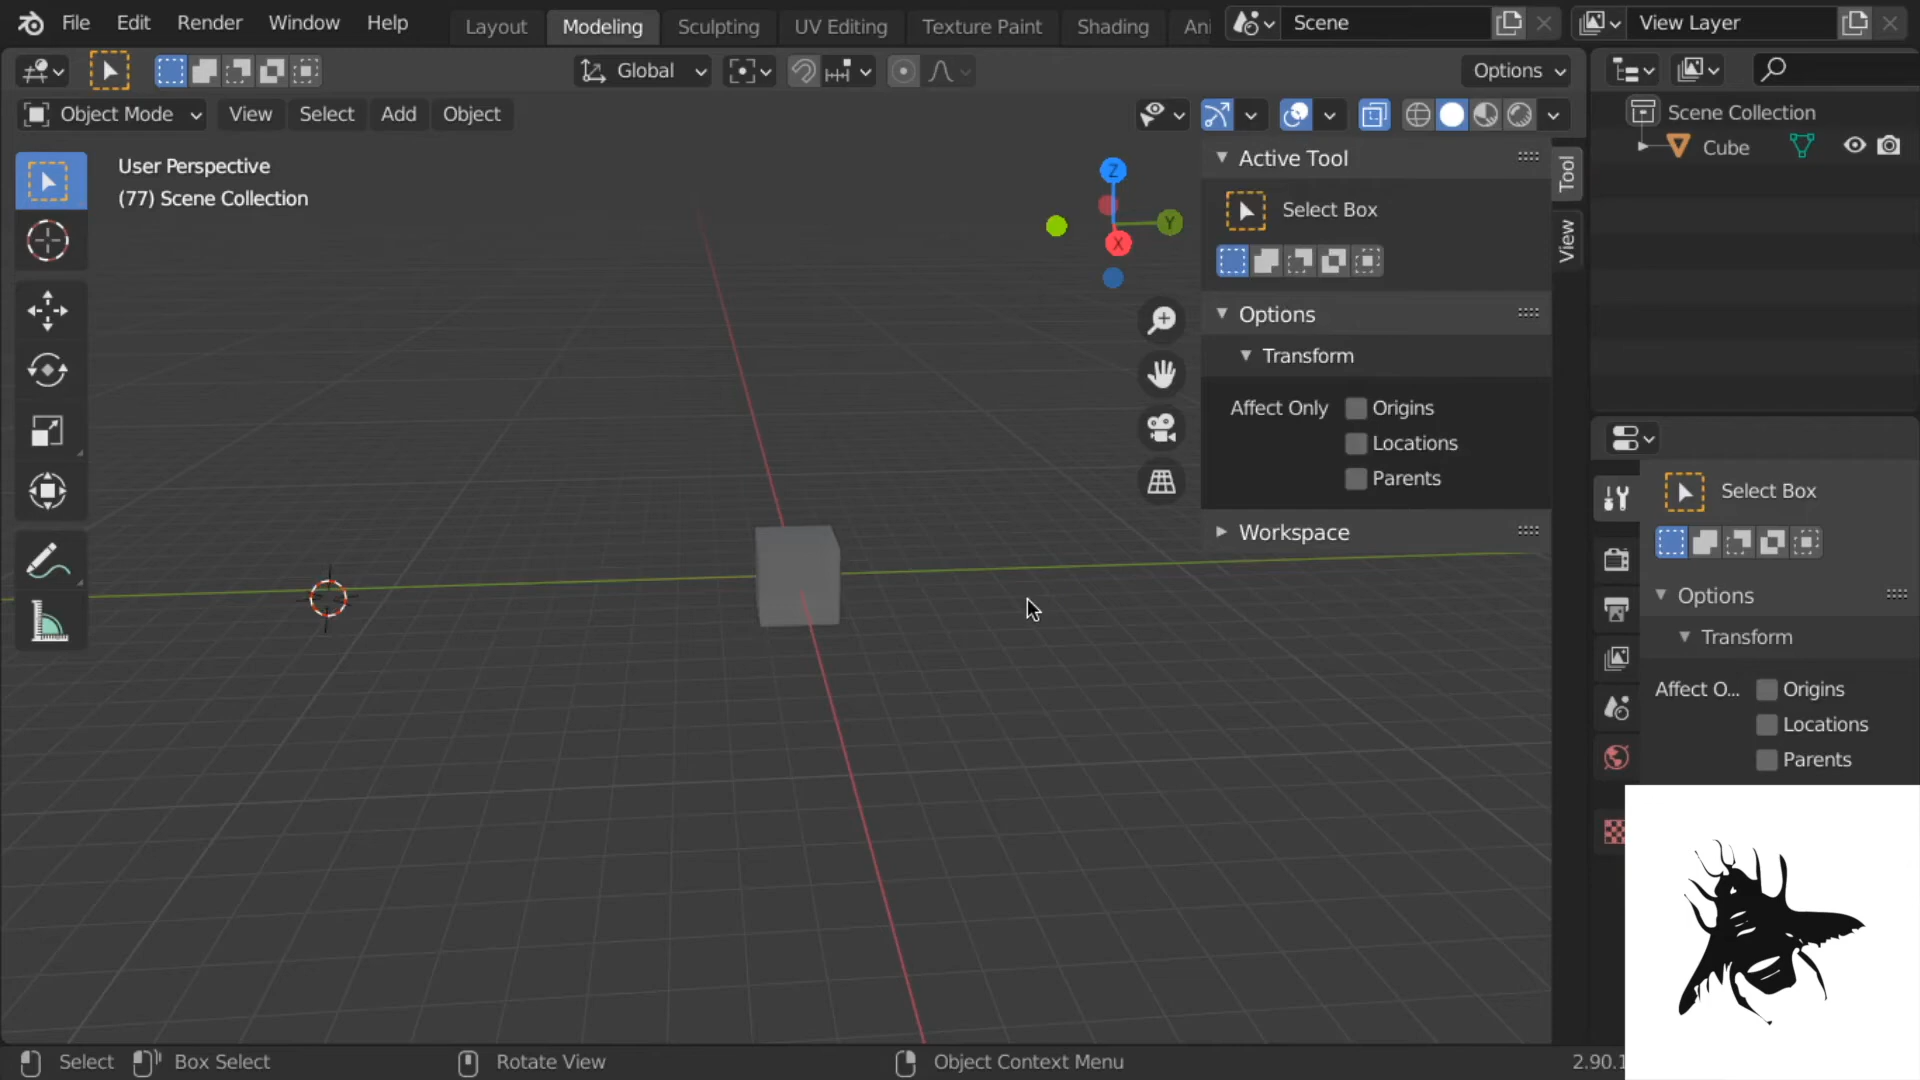 File Edit Render Window Help
Layout Modeling Sculpting UV Editing Texture Paint Shading Ani
Scene
View Layer
Global
Options
Object Mode View Select Add Object
User Perspective
(77) Scene Collection
Z
Y
X
Active Tool
Select Box
Options
Transform
Affect Only Origins
Locations
Parents
Workspace
Tool
View
Scene Collection
Cube
Select Box
Options
Transform
Affect O... Origins
Locations
Parents
Select Box Select Rotate View Object Context Menu 2.90.1